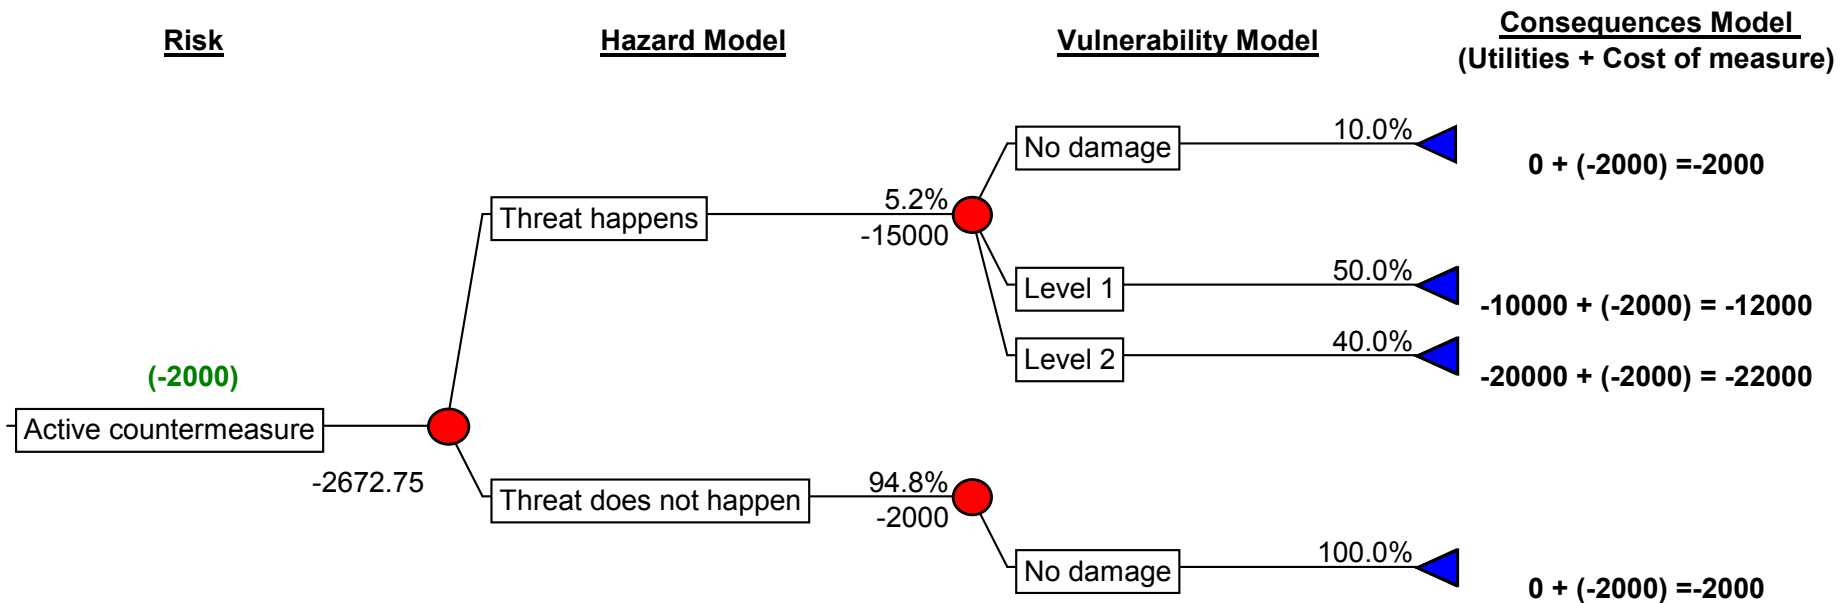 Risk
Hazard Model
Vulnerability Model
Consequences Model
(Utilities + Cost of measure)
No damage
10.0%
0 + (-2000) =-2000
Threat happens
5.2%
-15000
Level 1
50.0%
-10000 + (-2000) = -12000
Level 2
40.0%
-20000 + (-2000) = -22000
(-2000)
Active countermeasure
-2672.75
Threat does not happen
94.8%
-2000
No damage
100.0%
0 + (-2000) =-2000